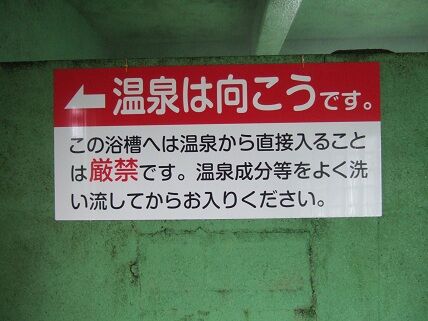 ←温泉は向こうです。
この浴槽へは温泉から直接入ること
は厳禁です。温泉成分等をよく洗
い流してからお入りください。